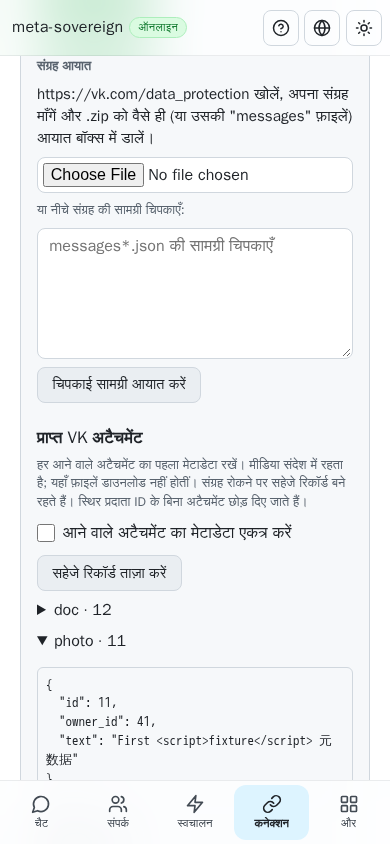 meta-sovereign ऑनलाइन
संग्रह आयात
https://vk.com/data_protection खोलें, अपना संग्रह
माँगें और .zip को वैसे ही (या उसकी "messages" फ़ाइलें)
आयात बॉक्स में डालें।
Choose File No file chosen
या नीचे संग्रह की सामग्री चिपकाएँ:
messages*.json की सामग्री चिपकाएँ
चिपकाई सामग्री आयात करें
प्राप्त VK अटैचमेंट
हर आने वाले अटैचमेंट का पहला मेटाडेटा रखें। मीडिया संदेश में रहता
है; यहाँ फ़ाइलें डाउनलोड नहीं होतीं। संग्रह रोकने पर सहेजे रिकॉर्ड बने
रहते हैं। स्थिर प्रदाता ID के बिना अटैचमेंट छोड़ दिए जाते हैं।
आने वाले अटैचमेंट का मेटाडेटा एकत्र करें
सहेजे रिकॉर्ड ताज़ा करें
doc · 12
photo · 11
{
"id": 11,
"owner_id": 41,
"text": "First <script>fixture</script> 元
数据"
}
चैट संपर्क स्वचालन कनेक्शन और